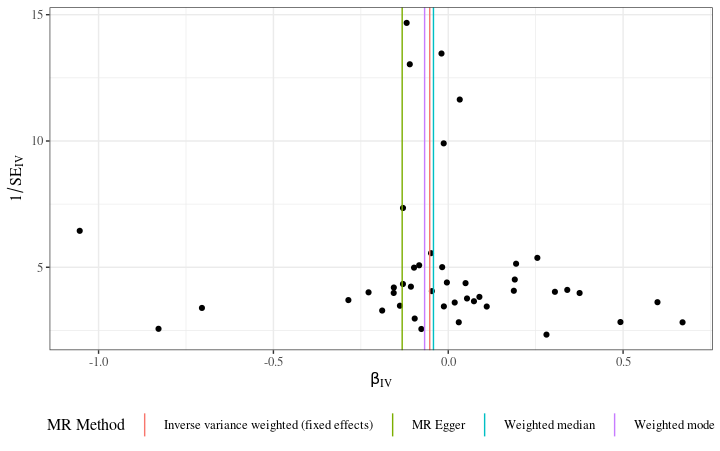 15
10
5
1/SE_IV
-1.0 -0.5 0.0 0.5
β_IV
MR Method Inverse variance weighted (fixed effects) MR Egger Weighted median Weighted mode